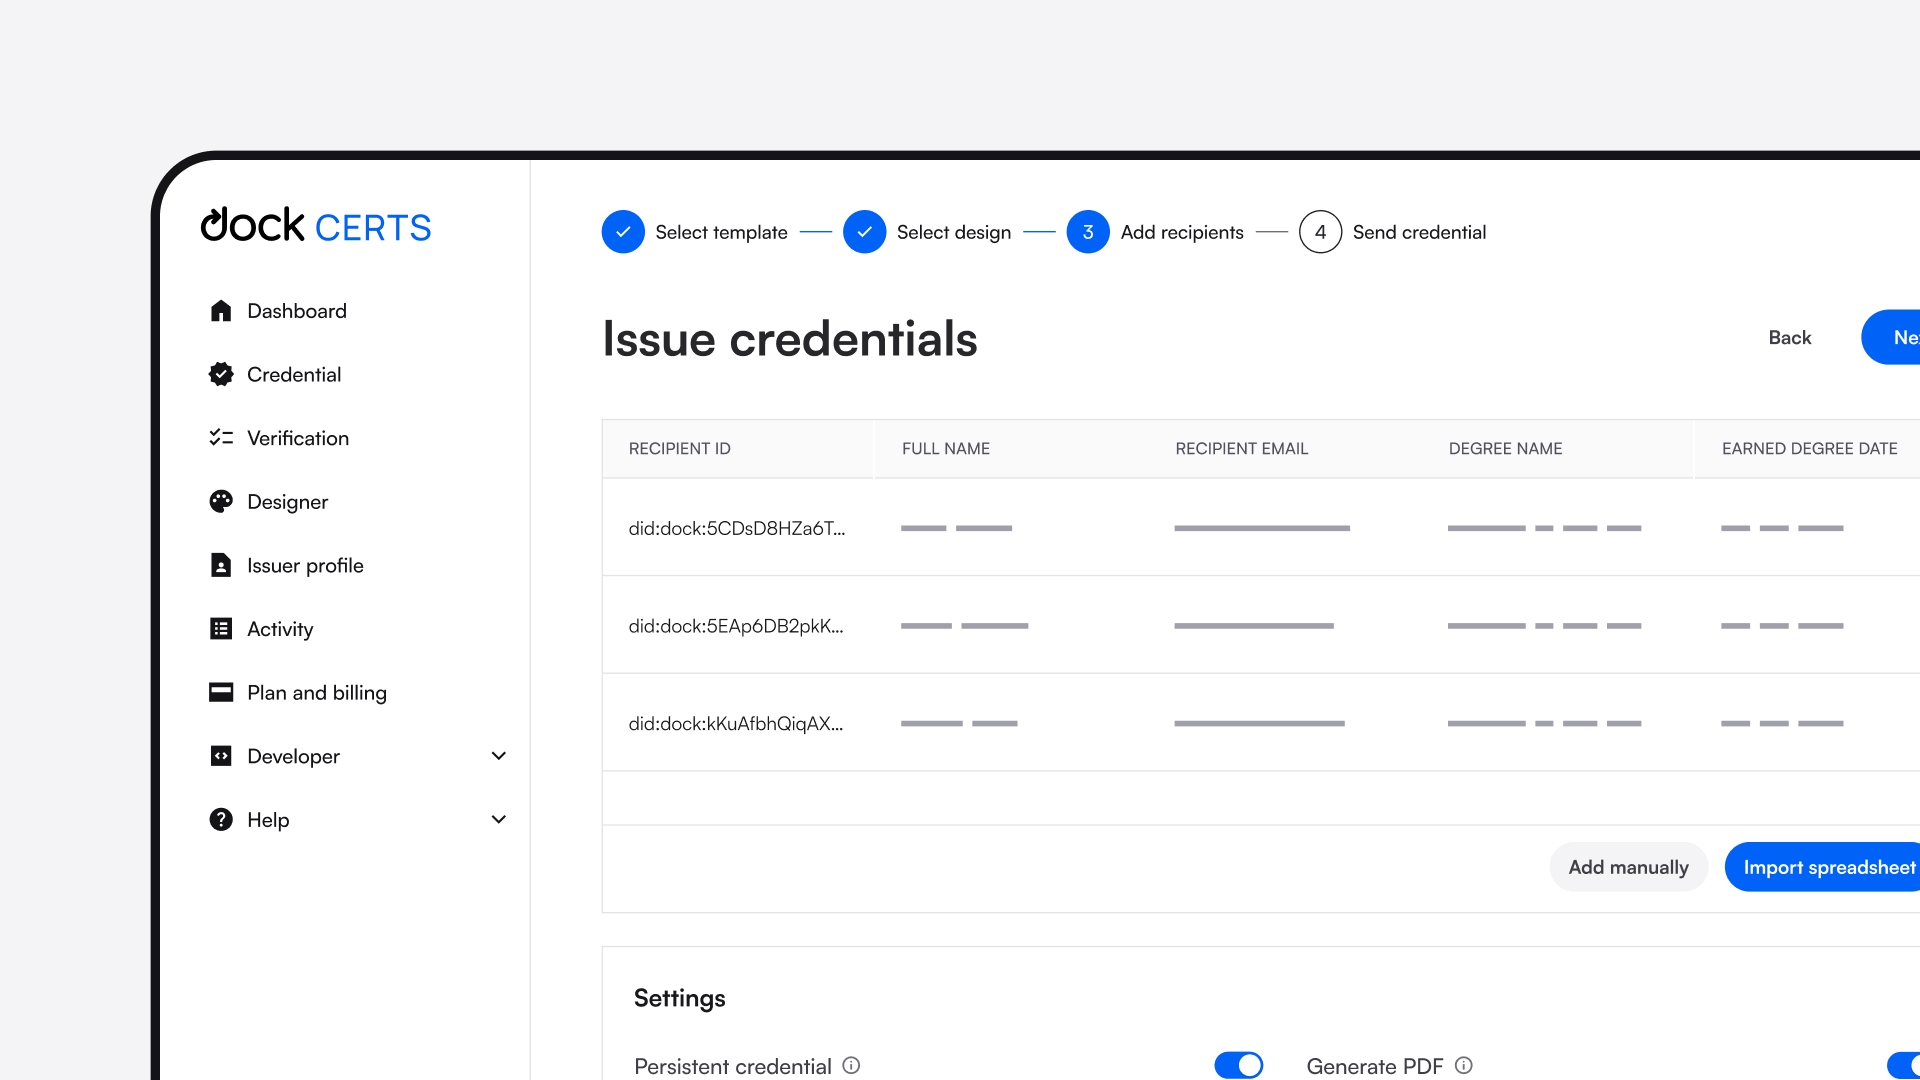 dock CERTS
Dashboard
Credential
Verification
Designer
Issuer profile
Activity
Plan and billing
Developer
Help
Select template
Select design
3 Add recipients
4 Send credential
Issue credentials
Back
Nex
RECIPIENT ID FULL NAME RECIPIENT EMAIL DEGREE NAME EARNED DEGREE DATE
did:dock:5CDsD8HZa6T...
did:dock:5EAp6DB2pkK...
did:dock:kKuAfbhQiqAX...
Add manually
Import spreadsheet
Settings
Persistent credential
Generate PDF